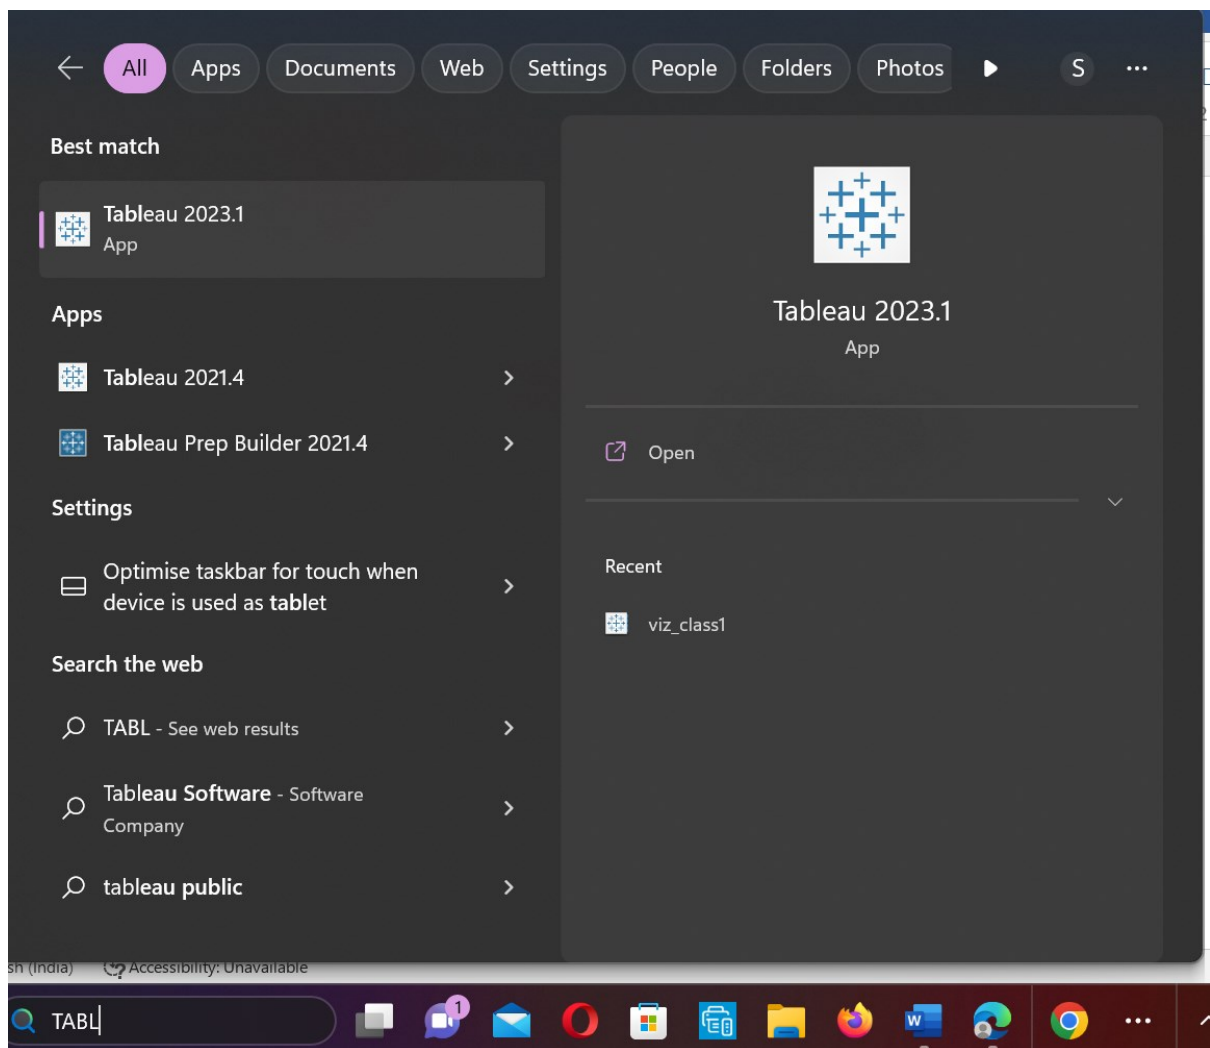 All Apps Documents Web Settings People Folders Photos S
Best match
Tableau 2023.1
App
Apps
Tableau 2021.4
Tableau Prep Builder 2021.4
Settings
Optimise taskbar for touch when
device is used as tablet
Search the web
TABL - See web results
Tableau Software - Software
Company
tableau public
Tableau 2023.1
App
Open
Recent
viz_class1
sh (India) Accessibility: Unavailable
TABL
1
W